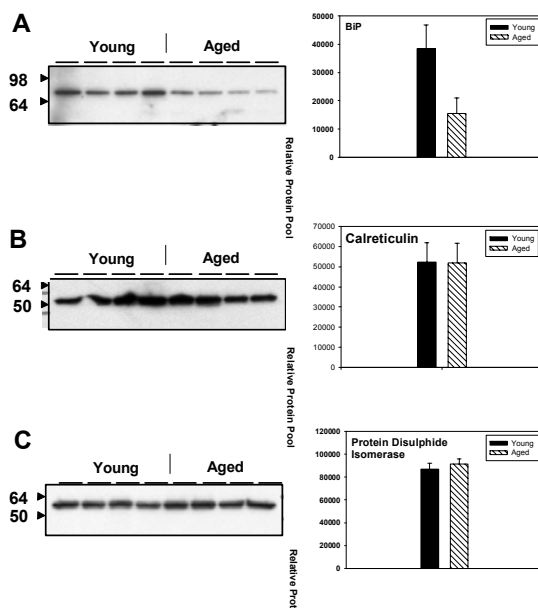 A
Young
Aged
98
64
Relative Protein Pool
BiP
Young
Aged
50000
40000
30000
20000
10000
0
B
Young
Aged
64
50
Relative Protein Pool
Calreticulin
Young
Aged
70000
60000
50000
40000
30000
20000
10000
0
C
Young
Aged
64
50
Relative Prot
Protein Disulphide
Isomerase
Young
Aged
120000
100000
80000
60000
40000
20000
0